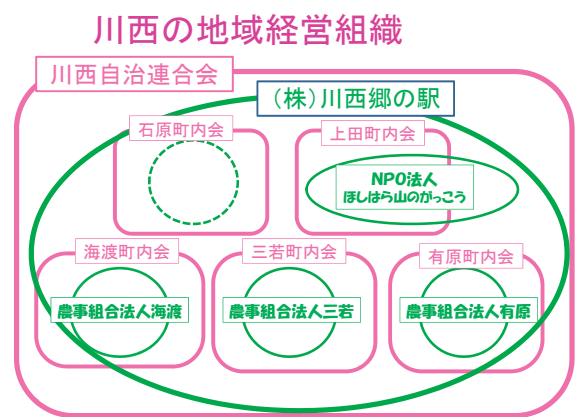 川西の地域経営組織
川西自治連合会
(株)川西郷の駅
石原町内会
上田町内会
NPO法人
ほしはら山のがっこう
海渡町内会
三若町内会
有原町内会
農事組合法人海渡
農事組合法人三若
農事組合法人有原